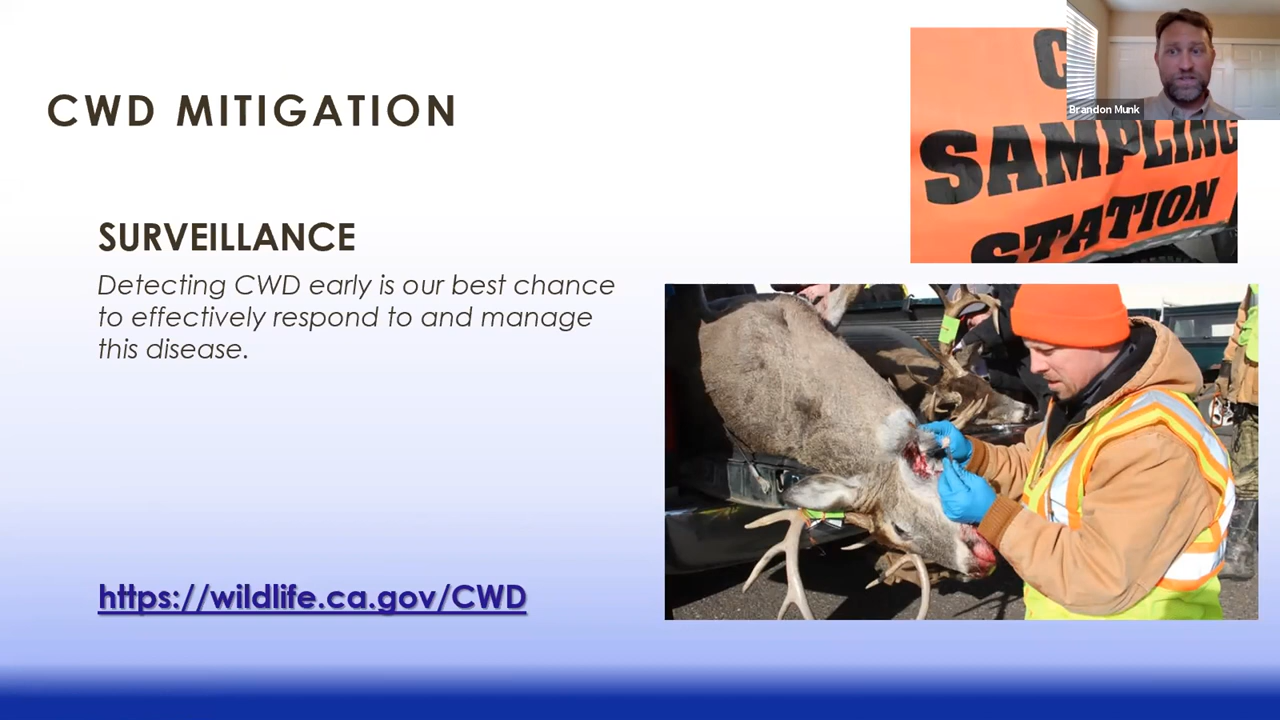 CWD MITIGATION
SURVEILLANCE
Detecting CWD early is our best chance
to effectively respond to and manage
this disease.
https://wildlife.ca.gov/CWD
C
SAMPLING
STATION
Brandon Munk